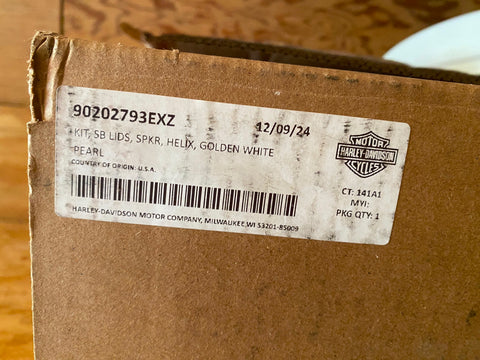 90202793EXZ 12/09/24
KIT, SB LIDS, SPKR, HELIX, GOLDEN WHITE
PEARL
COUNTRY OF ORIGIN: U.S.A.
MOTOR
HARLEY-DAVIDSON
CYCLES
CT: 141A1
MYI:
PKG QTY: 1
HARLEY-DAVIDSON MOTOR COMPANY, MILWAUKEE WI 53201-85009